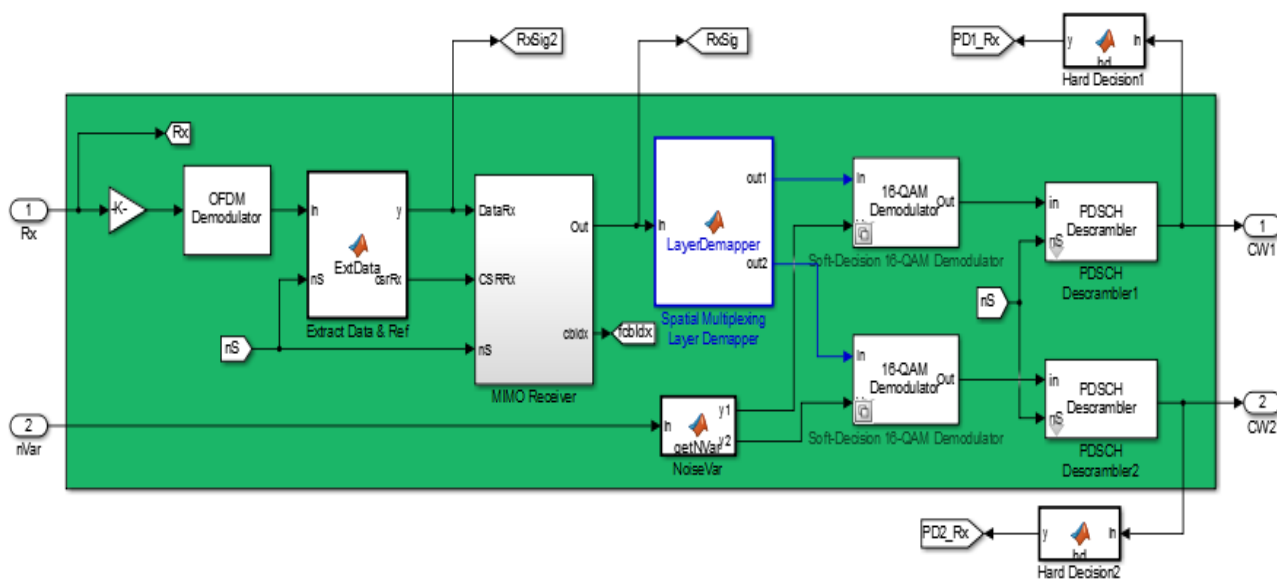 RxSig2
RxSig
PD1_Rx
y
In
hd
Hard Decision1
Rx
1
Rx
-K-
OFDM
Demodulator
In
y
nS
csrRx
ExtData
Extract Data & Ref
nS
DataRx
CSRRx
nS
Out
cbIdx
MIMO Receiver
fcbIdx
In
out1
out2
LayerDemapper
Spatial Multiplexing
Layer Demapper
In
16-QAM
Demodulator
Out
Soft-Decision 16-QAM Demodulator
In
16-QAM
Demodulator
Out
Soft-Decision 16-QAM Demodulator
2
nVar
In
y1
y2
getNVar
NoiseVar
nS
in
nS
PDSCH
Descrambler
PDSCH
Descrambler1
in
nS
PDSCH
Descrambler
PDSCH
Descrambler2
1
CW1
2
CW2
PD2_Rx
y
In
hd
Hard Decision2